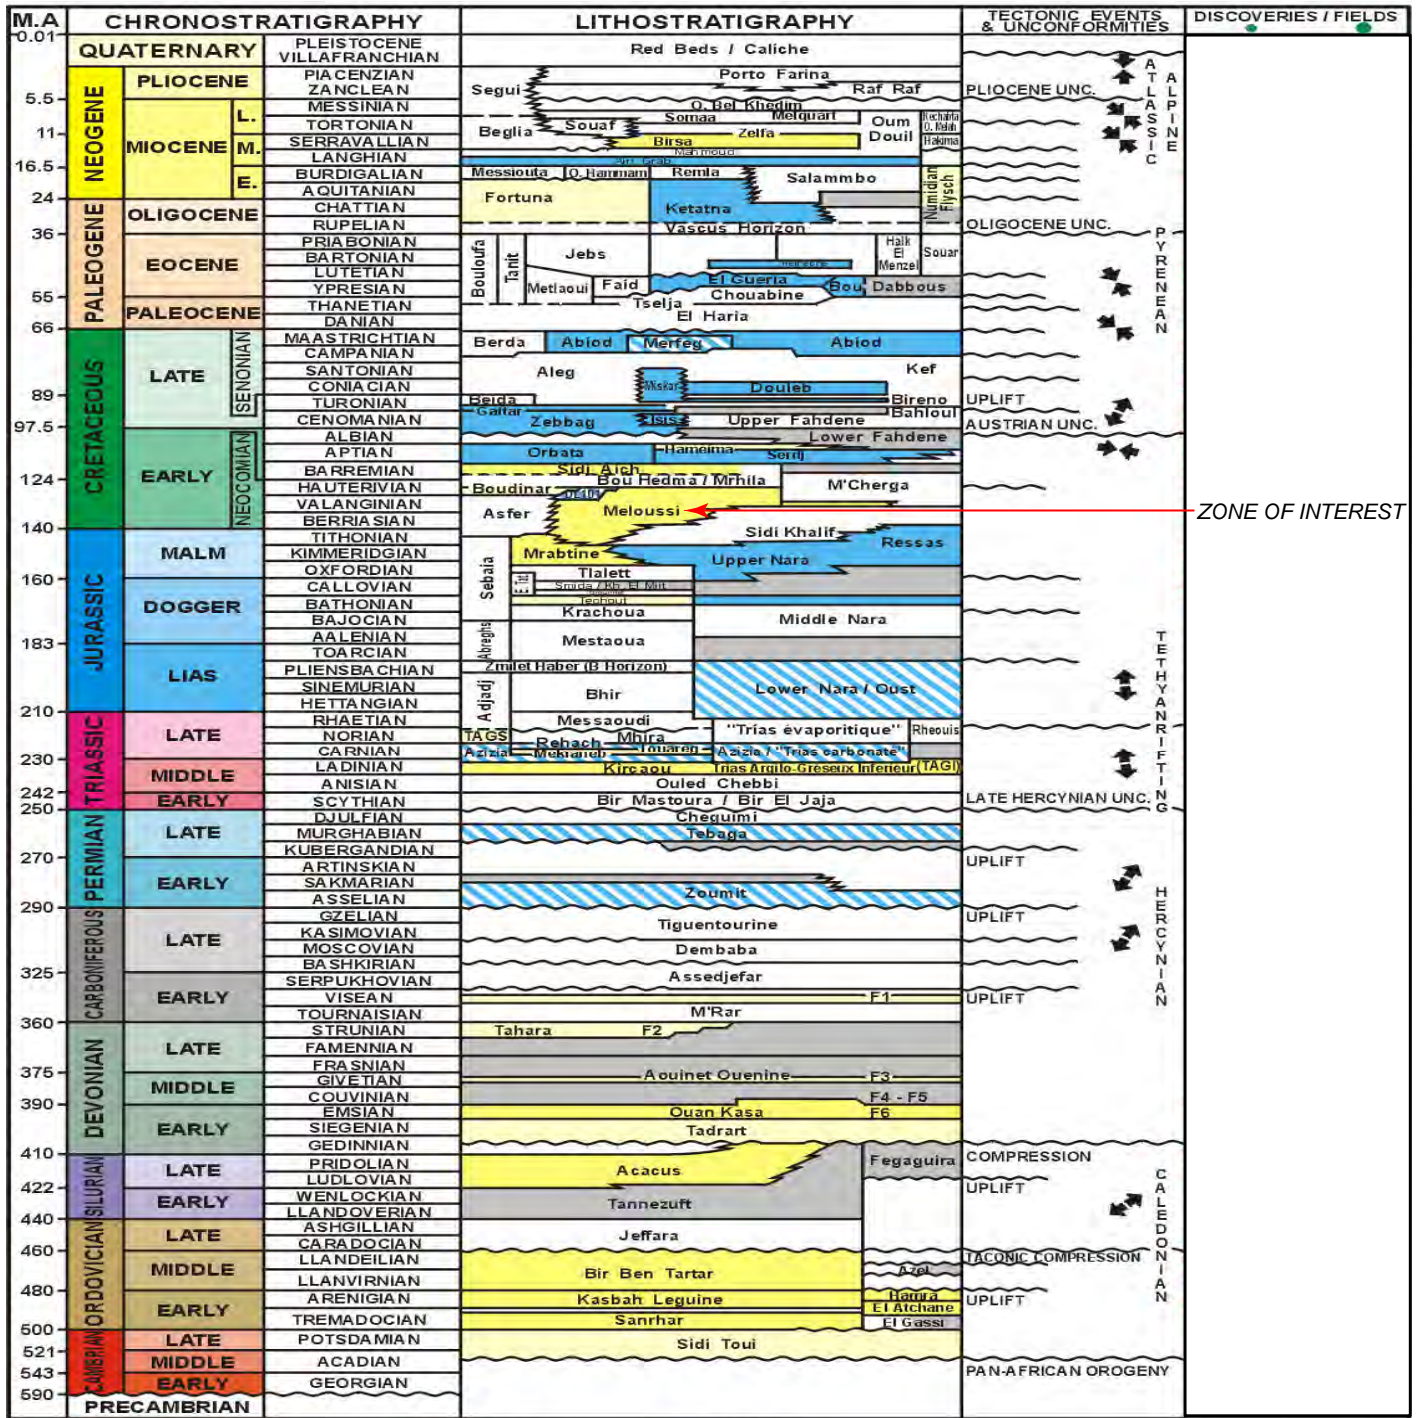 M.A
CHRONOSTRATIGRAPHY
LITHOSTRATIGRAPHY
TECTONIC EVENTS
& UNCONFORMITIES
DISCOVERIES / FIELDS
0.01
5.5
11
16.5
24
36
55
66
89
97.5
124
140
160
183
210
230
242
250
270
290
325
360
375
390
410
422
440
460
480
500
521
543
590
QUATERNARY
NEOGENE
PALEOGENE
CRETACEOUS
JURASSIC
TRIASSIC
PERMIAN
CARBONIFEROUS
DEVONIAN
SILURIAN
ORDOVICIAN
CAMBRIAN
PRECAMBRIAN
PLIOCENE
MIOCENE
L.
M.
E.
OLIGOCENE
EOCENE
PALEOCENE
LATE
SENONIAN
EARLY
NEOCOMIAN
MALM
DOGGER
LIAS
LATE
MIDDLE
EARLY
LATE
EARLY
LATE
EARLY
LATE
MIDDLE
EARLY
LATE
EARLY
LATE
MIDDLE
EARLY
LATE
MIDDLE
EARLY
PLEISTOCENE
VILLAFRANCHIAN
PIACENZIAN
ZANCLEAN
MESSINIAN
TORTONIAN
SERRAVALLIAN
LANGHIAN
BURDIGALIAN
AQUITANIAN
CHATTIAN
RUPELIAN
PRIABONIAN
BARTONIAN
LUTETIAN
YPRESIAN
THANETIAN
DANIAN
MAASTRICHTIAN
CAMPANIAN
SANTONIAN
CONIACIAN
TURONIAN
CENOMANIAN
ALBIAN
APTIAN
BARREMIAN
HAUTERIVIAN
VALANGINIAN
BERRIASIAN
TITHONIAN
KIMMERIDGIAN
OXFORDIAN
CALLOVIAN
BATHONIAN
BAJOCIAN
AALENIAN
TOARCIAN
PLIENSBACHIAN
SINEMURIAN
HETTANGIAN
RHAETIAN
NORIAN
CARNIAN
LADINIAN
ANISIAN
SCYTHIAN
DJULFIAN
MURGHABIAN
KUBERGANDIAN
ARTINSKIAN
SAKMARIAN
ASSELIAN
GZELIAN
KASIMOVIAN
MOSCOVIAN
BASHKIRIAN
SERPUKHOVIAN
VISEAN
TOURNAISIAN
STRUNIAN
FAMENNIAN
FRASNIAN
GIVETIAN
COUVINIAN
EMSIAN
SIEGENIAN
GEDINNIAN
PRIDOLIAN
LUDLOVIAN
WENLOCKIAN
LLANDOVERIAN
ASHGILLIAN
CARADOCIAN
LLANDEILIAN
LLANVIRNIAN
ARENIGIAN
TREMADOCIAN
POTSDAMIAN
ACADIAN
GEORGIAN
Red Beds / Caliche
Segui
Porto Farina
Raf Raf
O. Bel Khedim
Beglia
Souaf
Somaa
Melquart
Oum
Douil
Kechabta
O. Melah
Zelfa
Birsa
Hakima
Mahmoud
Ain Grab
Messiouta
O. Hammam
Remla
Salammbo
Numidian
Flysch
Fortuna
Ketatna
Vascus Horizon
Bouloufa
Tanit
Jebs
Halk
El
Menzel
Souar
Metlaoui
Faid
El Gueria
Bou
Dabbous
Chouabine
Tselja
El Haria
Berda
Abiod
Merfeg
Abiod
Aleg
Kef
Miskar
Douleb
Beida
Bireno
Gattar
Bahloul
Zebbag
Isis
Upper Fahdene
Lower Fahdene
Orbata
Hameima
Serdj
Sidi Aich
Bou Hedma / Mrhila
Boudinar
M'Cherga
Asfer
Meloussi
Sidi Khalif
Ressas
Mrabtine
Upper Nara
Sebaia
Tlalett
Smida / Kh. El Mit
Techout
Krachoua
Middle Nara
Abreghs
Mestaoua
Zmilet Haber (B Horizon)
Adjadj
Bhir
Lower Nara / Oust
Messaoudi
TAGS
Mhira
"Trias évaporitique"
Rheouis
Rehach
Azizia
Mekraneb
Touareg
Azizia / "Trias carbonaté"
Kirçaou
Trias Argilo-Gréseux Inférieur (TAGI)
Ouled Chebbi
Bir Mastoura / Bir El Jaja
Cheguimi
Tebaga
Zoumit
Tiguentourine
Dembaba
Assedjefar
F1
M'Rar
Tahara
F2
Aouinet Ouenine
F3
F4 - F5
Ouan Kasa
F6
Tadrart
Acacus
Fegaguira
Tannezuft
Jeffara
Bir Ben Tartar
Azel
Kasbah Leguine
Hamra
El Atchane
Sanrhar
El Gassi
Sidi Toui
PLIOCENE UNC.
OLIGOCENE UNC.
UPLIFT
AUSTRIAN UNC.
LATE HERCYNIAN UNC.
UPLIFT
UPLIFT
UPLIFT
COMPRESSION
UPLIFT
TACONIC COMPRESSION
UPLIFT
PAN-AFRICAN OROGENY
ATLASSIC
ALPINE
PYRENEAN
TETHYAN RIFTING
HERCYNIAN
CALEDONIAN
ZONE OF INTEREST